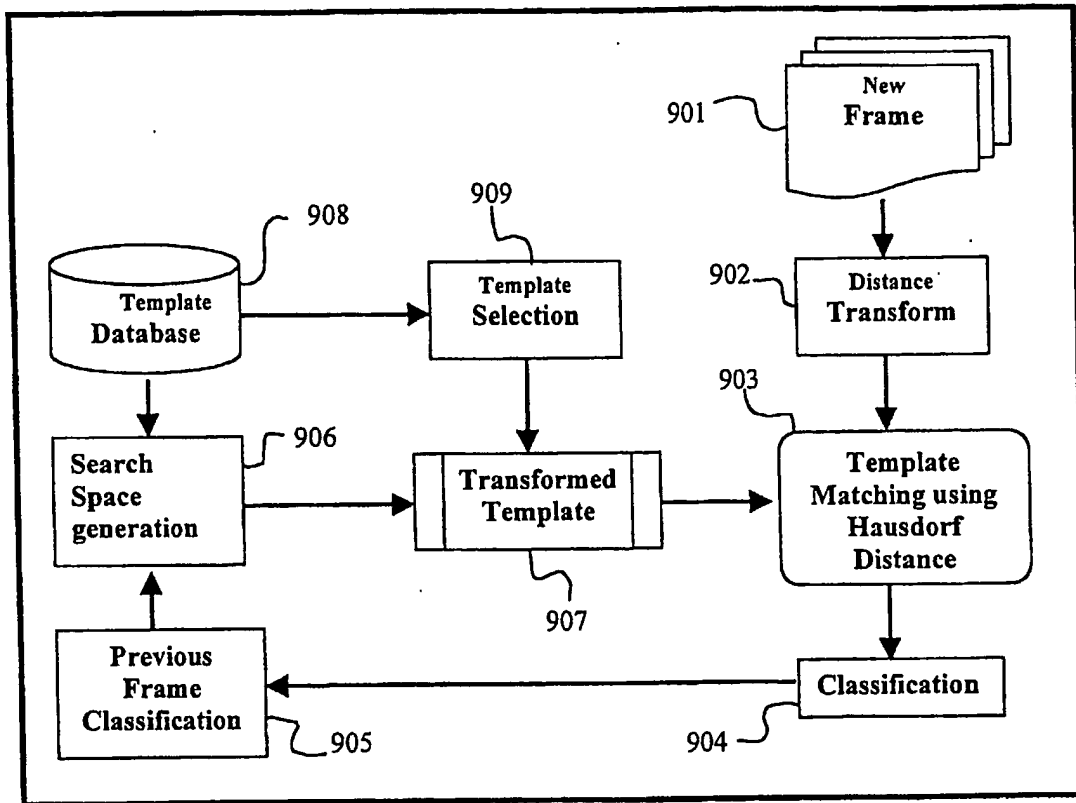 New
Frame
901
909
908
902
Distance
Transform
Template
Database
Template
Selection
903
906
Search
Space
generation
Transformed
Template
Template
Matching using
Hausdorf
Distance
907
Previous
Frame
Classification
905
Classification
904